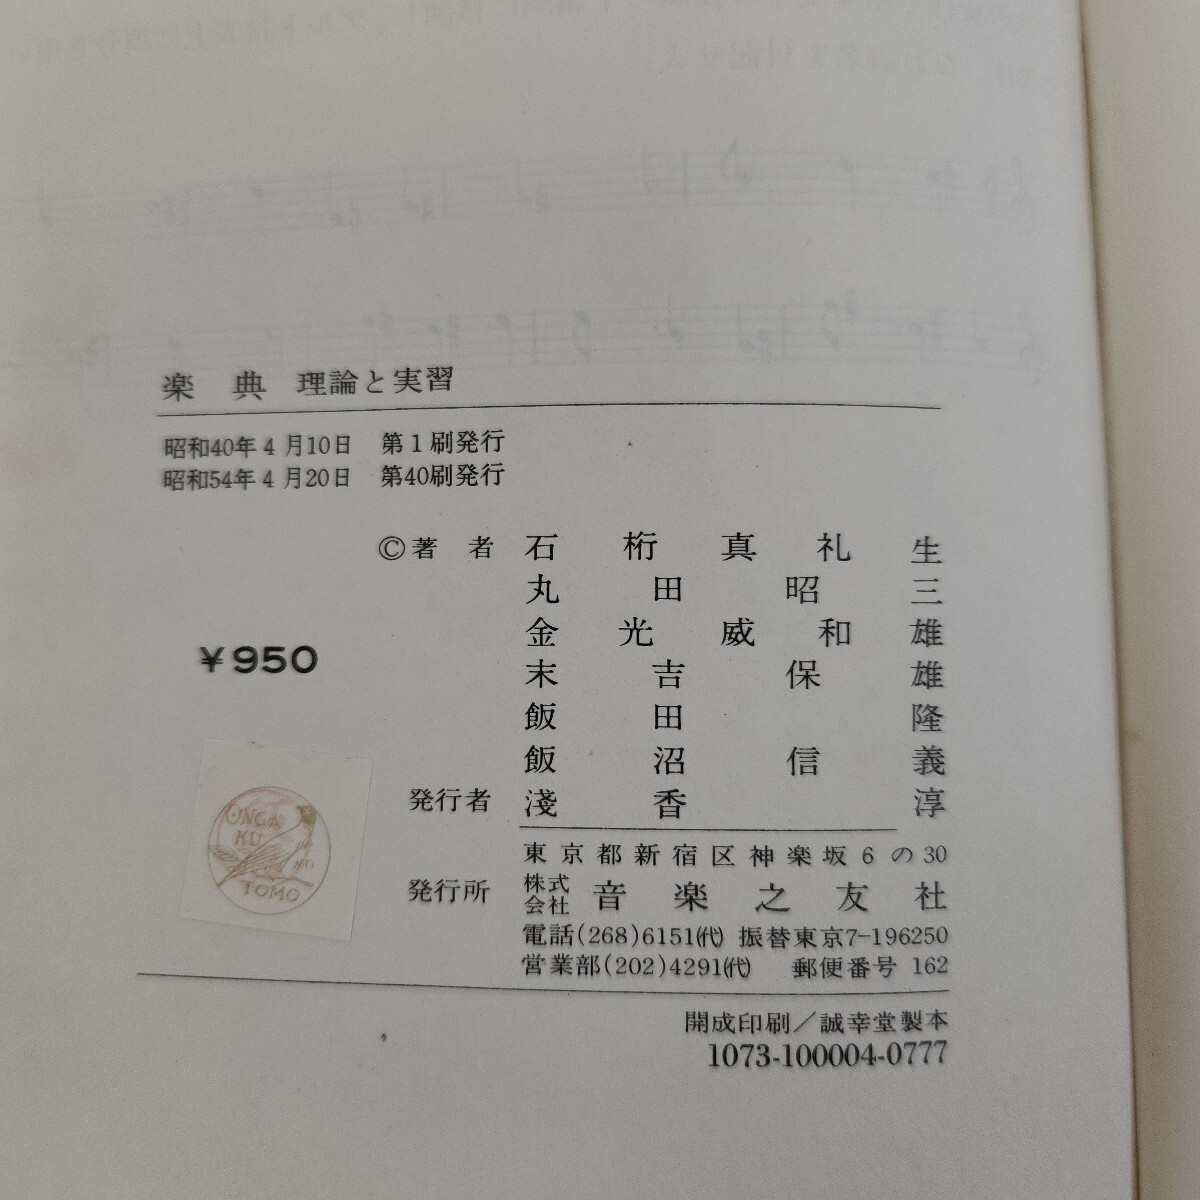 楽典 理論と実習
昭和40年4月10日 第1刷発行
昭和54年4月20日 第40刷発行
©著者 石桁真礼生
丸田昭三
金光威和雄
末吉保雄
飯田隆
飯沼信義
¥950
発行者 淺香淳
東京都新宿区神楽坂6の30
発行所 株式会社 音楽之友社
電話(268)6151(代) 振替東京7-196250
営業部(202)4291(代) 郵便番号 162
開成印刷/誠幸堂製本
1073-100004-0777
ONGA
KU
NO
TOMO